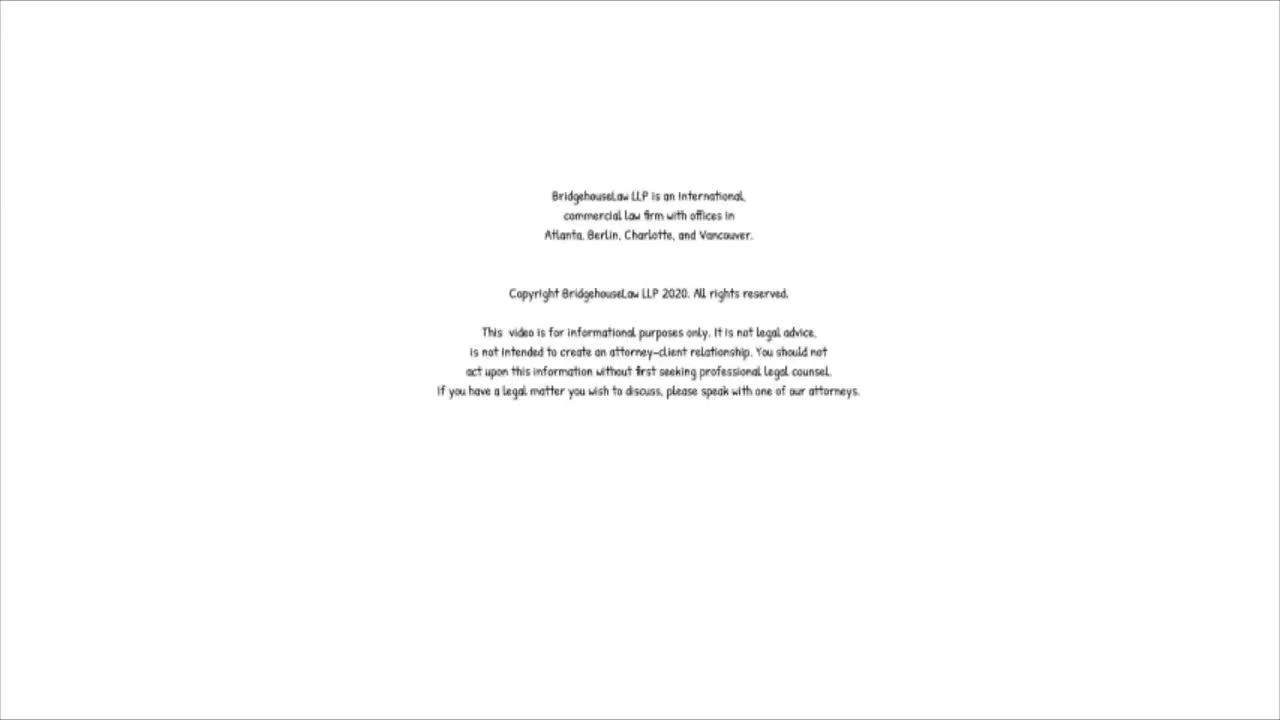 BridgehouseLaw LLP is an international,
commercial law firm with offices in
Atlanta, Berlin, Charlotte, and Vancouver.
Copyright BridgehouseLaw LLP 2020. All rights reserved.
This video is for informational purposes only. It is not legal advice,
is not intended to create an attorney-client relationship. You should not
act upon this information without first seeking professional legal counsel.
If you have a legal matter you wish to discuss, please speak with one of our attorneys.